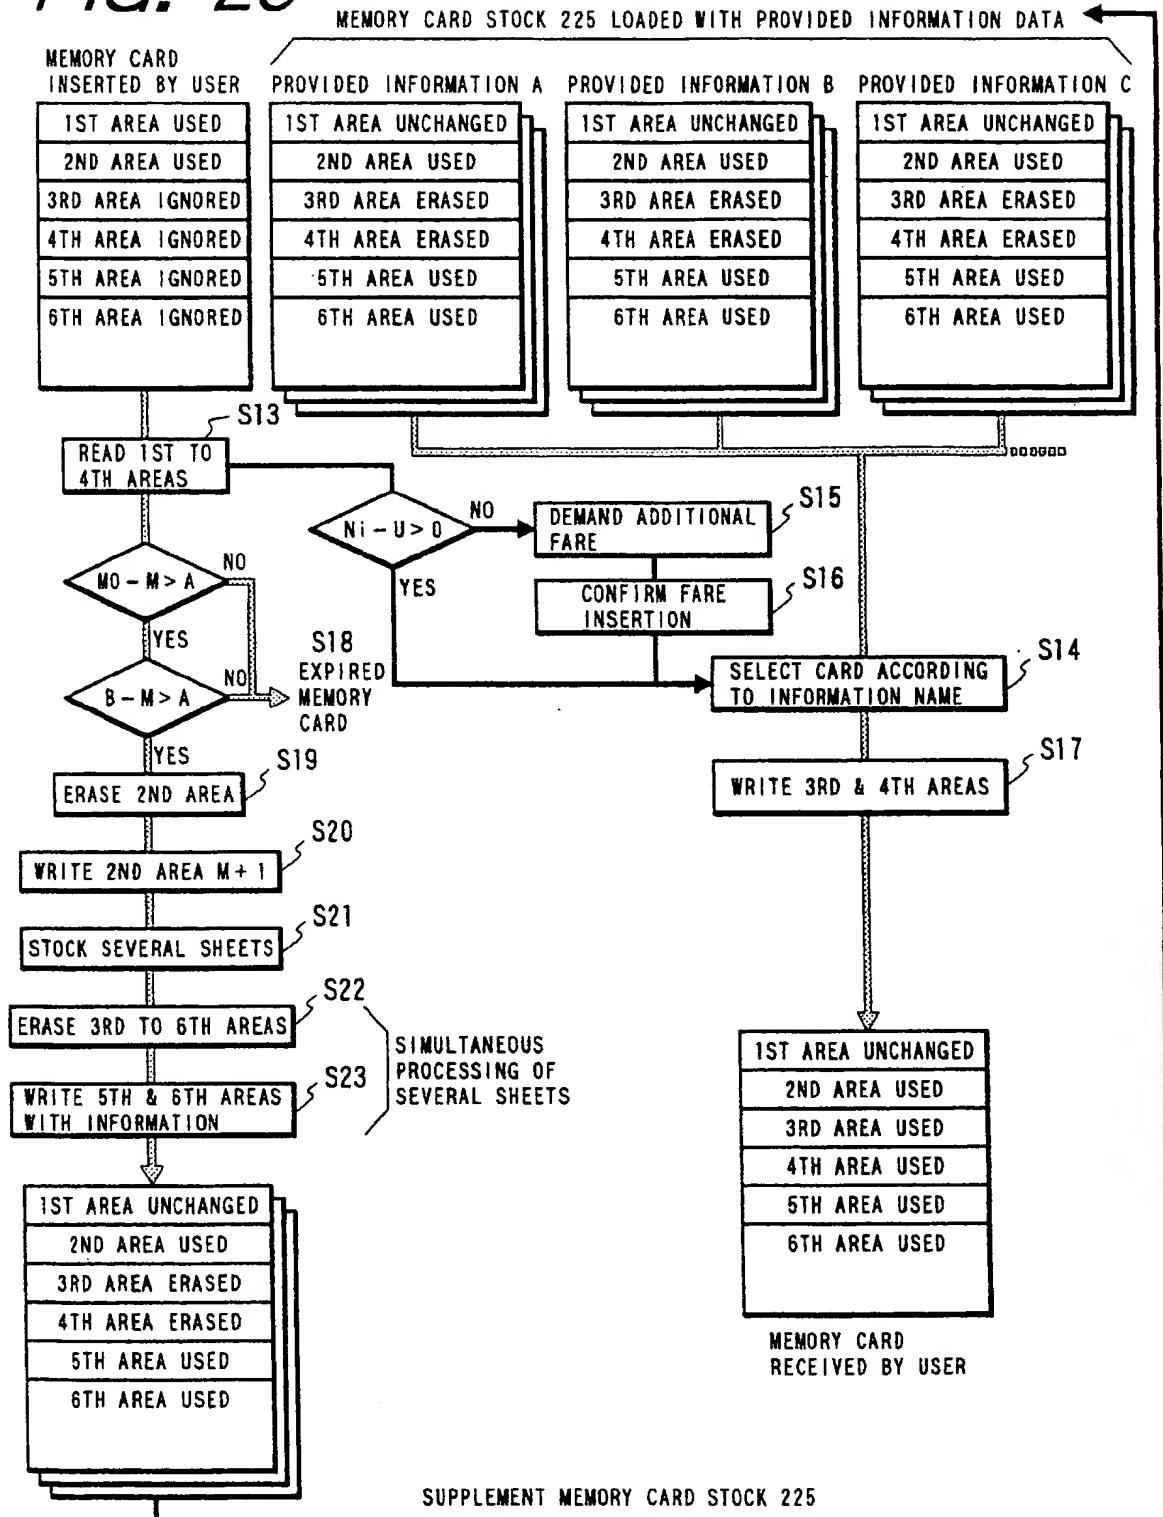 MEMORY CARD STOCK 225 LOADED WITH PROVIDED INFORMATION DATA
MEMORY CARD
INSERTED BY USER
1ST AREA USED
2ND AREA USED
3RD AREA IGNORED
4TH AREA IGNORED
5TH AREA IGNORED
6TH AREA IGNORED
PROVIDED INFORMATION A
1ST AREA UNCHANGED
2ND AREA USED
3RD AREA ERASED
4TH AREA ERASED
5TH AREA USED
6TH AREA USED
PROVIDED INFORMATION B
1ST AREA UNCHANGED
2ND AREA USED
3RD AREA ERASED
4TH AREA ERASED
5TH AREA USED
6TH AREA USED
PROVIDED INFORMATION C
1ST AREA UNCHANGED
2ND AREA USED
3RD AREA ERASED
4TH AREA ERASED
5TH AREA USED
6TH AREA USED
S13
READ 1ST TO
4TH AREAS
Ni - U > 0
NO
YES
S15
DEMAND ADDITIONAL
FARE
S16
CONFIRM FARE
INSERTION
MO - M > A
NO
YES
B - M > A
NO
YES
S18
EXPIRED
MEMORY
CARD
S14
SELECT CARD ACCORDING
TO INFORMATION NAME
S17
WRITE 3RD & 4TH AREAS
S19
ERASE 2ND AREA
S20
WRITE 2ND AREA M + 1
S21
STOCK SEVERAL SHEETS
S22
ERASE 3RD TO 6TH AREAS
S23
WRITE 5TH & 6TH AREAS
WITH INFORMATION
SIMULTANEOUS
PROCESSING OF
SEVERAL SHEETS
1ST AREA UNCHANGED
2ND AREA USED
3RD AREA USED
4TH AREA USED
5TH AREA USED
6TH AREA USED
MEMORY CARD
RECEIVED BY USER
1ST AREA UNCHANGED
2ND AREA USED
3RD AREA ERASED
4TH AREA ERASED
5TH AREA USED
6TH AREA USED
SUPPLEMENT MEMORY CARD STOCK 225